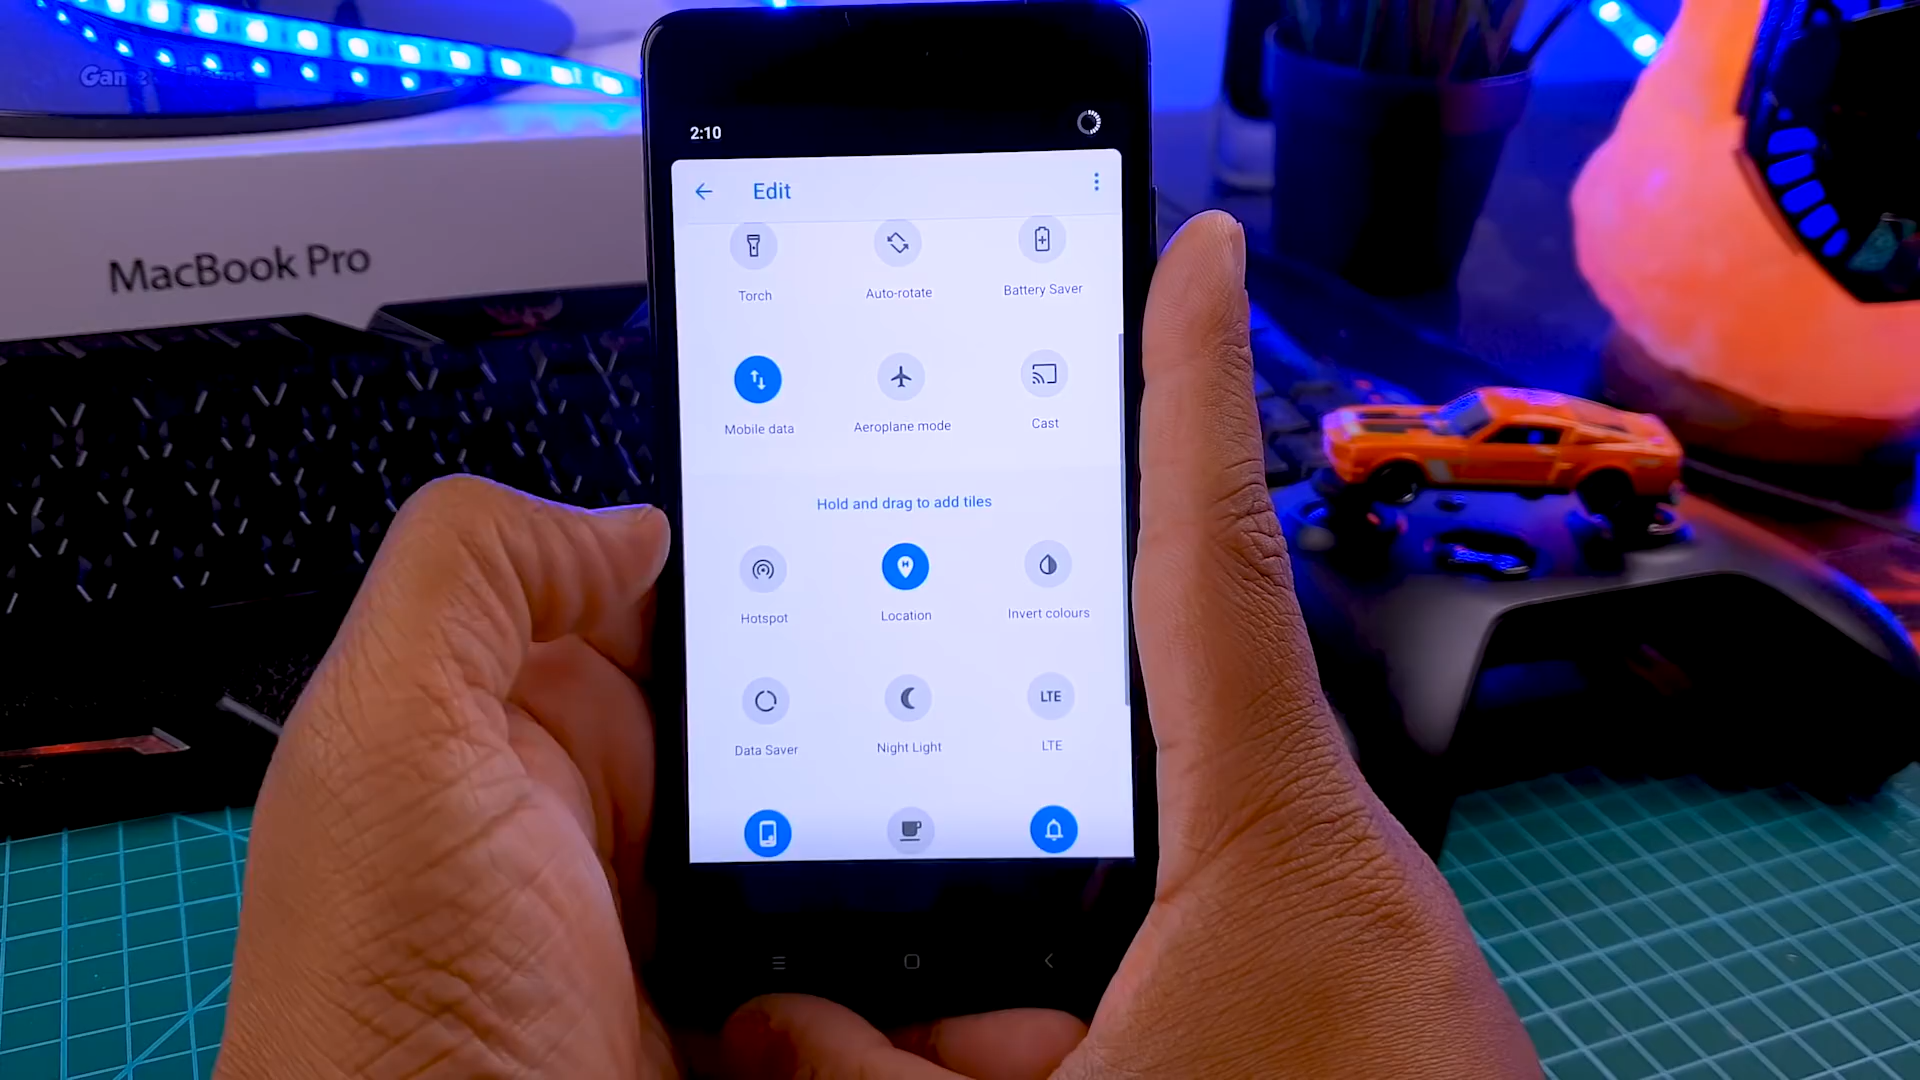 2:10
Edit
Torch
Auto-rotate
Battery Saver
Mobile data
Aeroplane mode
Cast
Hold and drag to add tiles
Hotspot
Location
Invert colours
Data Saver
Night Light
LTE
LTE
MacBook Pro